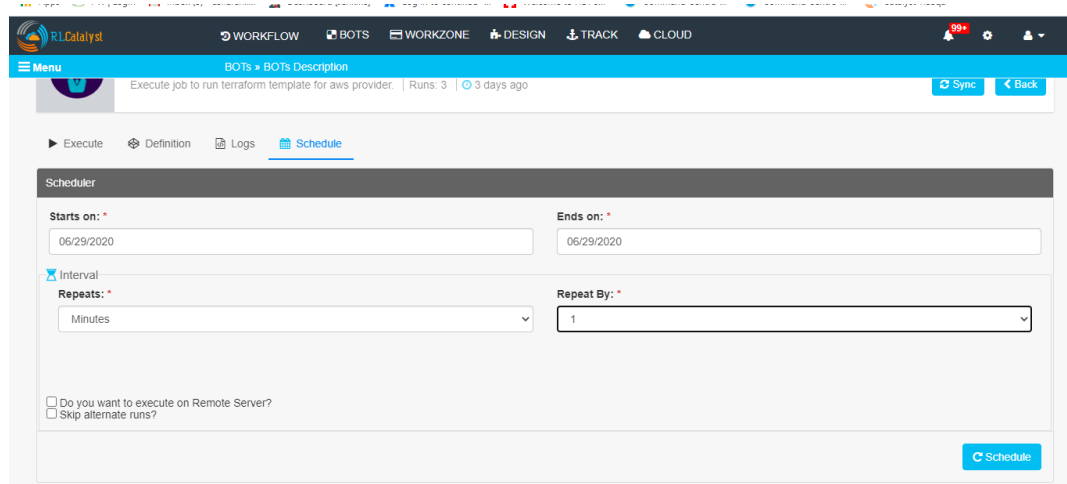 RLCatalyst WORKFLOW BOTS WORKZONE DESIGN TRACK CLOUD 99+
Menu BOTs » BOTs Description
Execute job to run terraform template for aws provider. | Runs: 3 | 3 days ago Sync Back
Execute Definition Logs Schedule
Scheduler
Starts on: * Ends on: *
06/29/2020 06/29/2020
Interval
Repeats: * Repeat By: *
Minutes 1
Do you want to execute on Remote Server?
Skip alternate runs?
Schedule